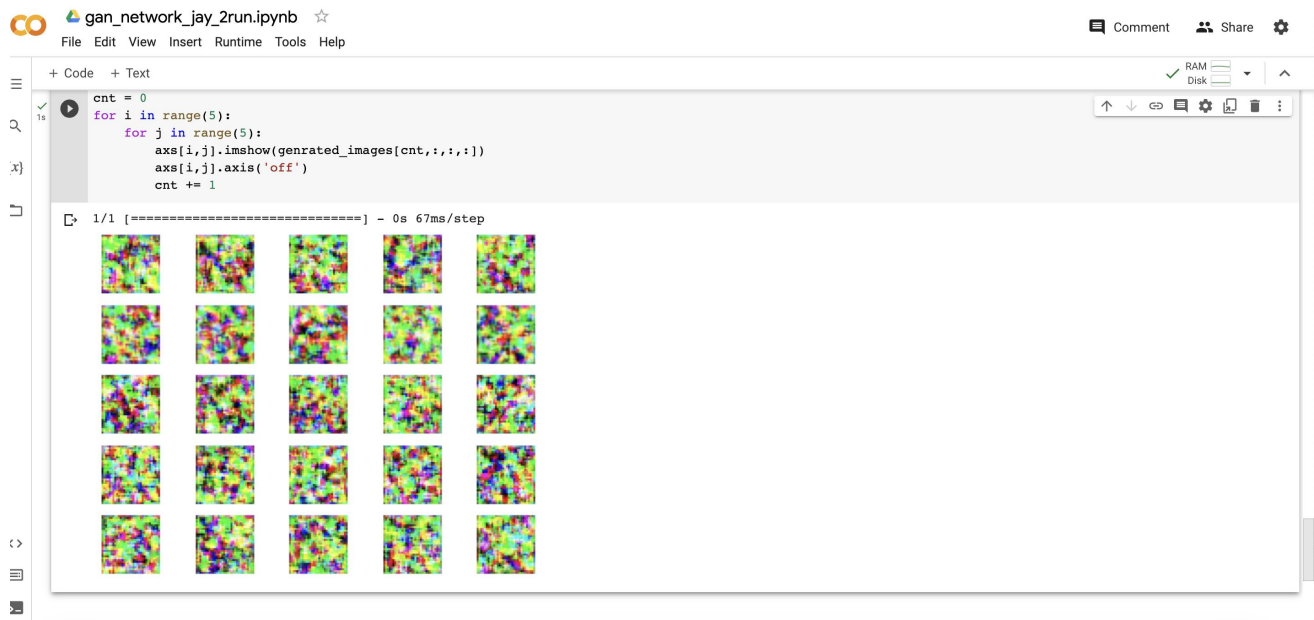 gan_network_jay_2run.ipynb
Comment
Share
File Edit View Insert Runtime Tools Help
+ Code + Text
RAM
Disk
1s
cnt = 0
for i in range(5):
for j in range(5):
axs[i,j].imshow(genrated_images[cnt,:,:,:])
axs[i,j].axis('off')
cnt += 1
{x}
1/1 [==============================] - 0s 67ms/step